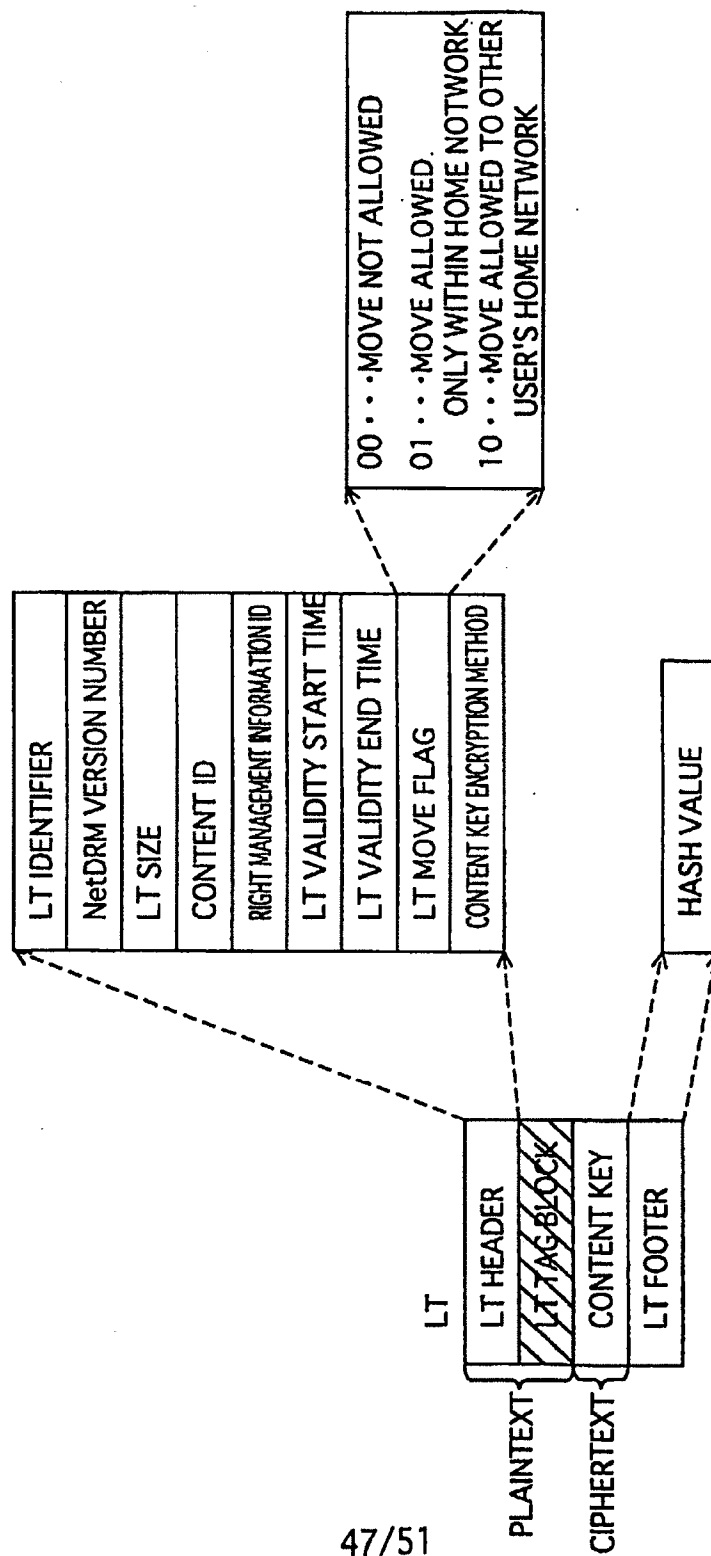 LT
LT HEADER
LT TAG BLOCK
CONTENT KEY
LT FOOTER
PLAINTEXT
CIPHERTEXT
LT IDENTIFIER
NetDRM VERSION NUMBER
LT SIZE
CONTENT ID
RIGHT MANAGEMENT INFORMATION ID
LT VALIDITY START TIME
LT VALIDITY END TIME
LT MOVE FLAG
CONTENT KEY ENCRYPTION METHOD
00・・・MOVE NOT ALLOWED
01・・・MOVE ALLOWED.
ONLY WITHIN HOME NOTWORK
10・・・MOVE ALLOWED TO OTHER
USER'S HOME NETWORK
HASH VALUE
47/51